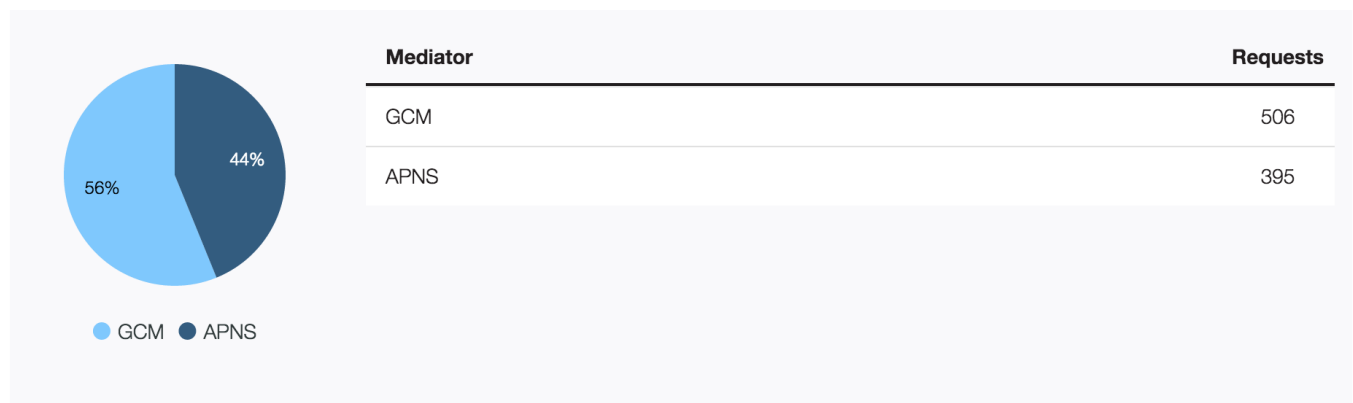 Mediator Requests
GCM 506
APNS 395
44%
56%
GCM APNS